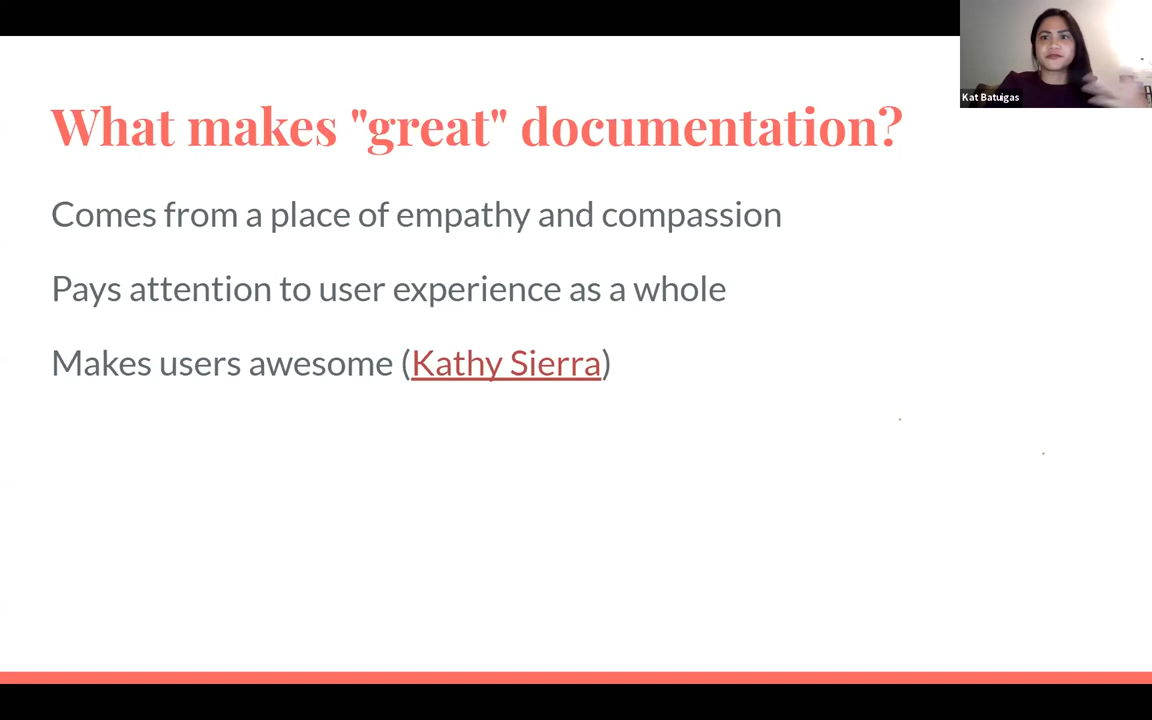 What makes "great" documentation?
Comes from a place of empathy and compassion
Pays attention to user experience as a whole
Makes users awesome (Kathy Sierra)
Kat Batuigas